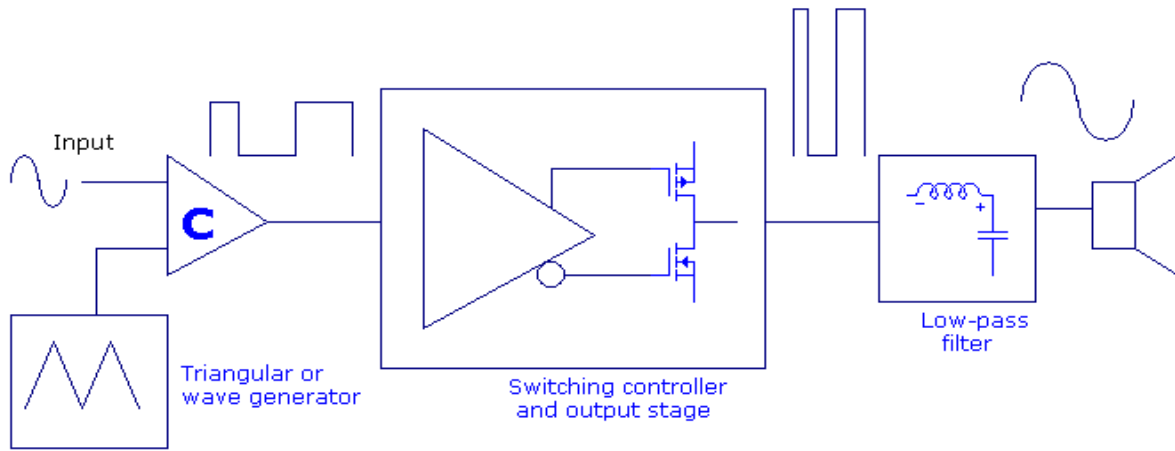 Input
C
Triangular or
wave generator
Switching controller
and output stage
Low-pass
filter